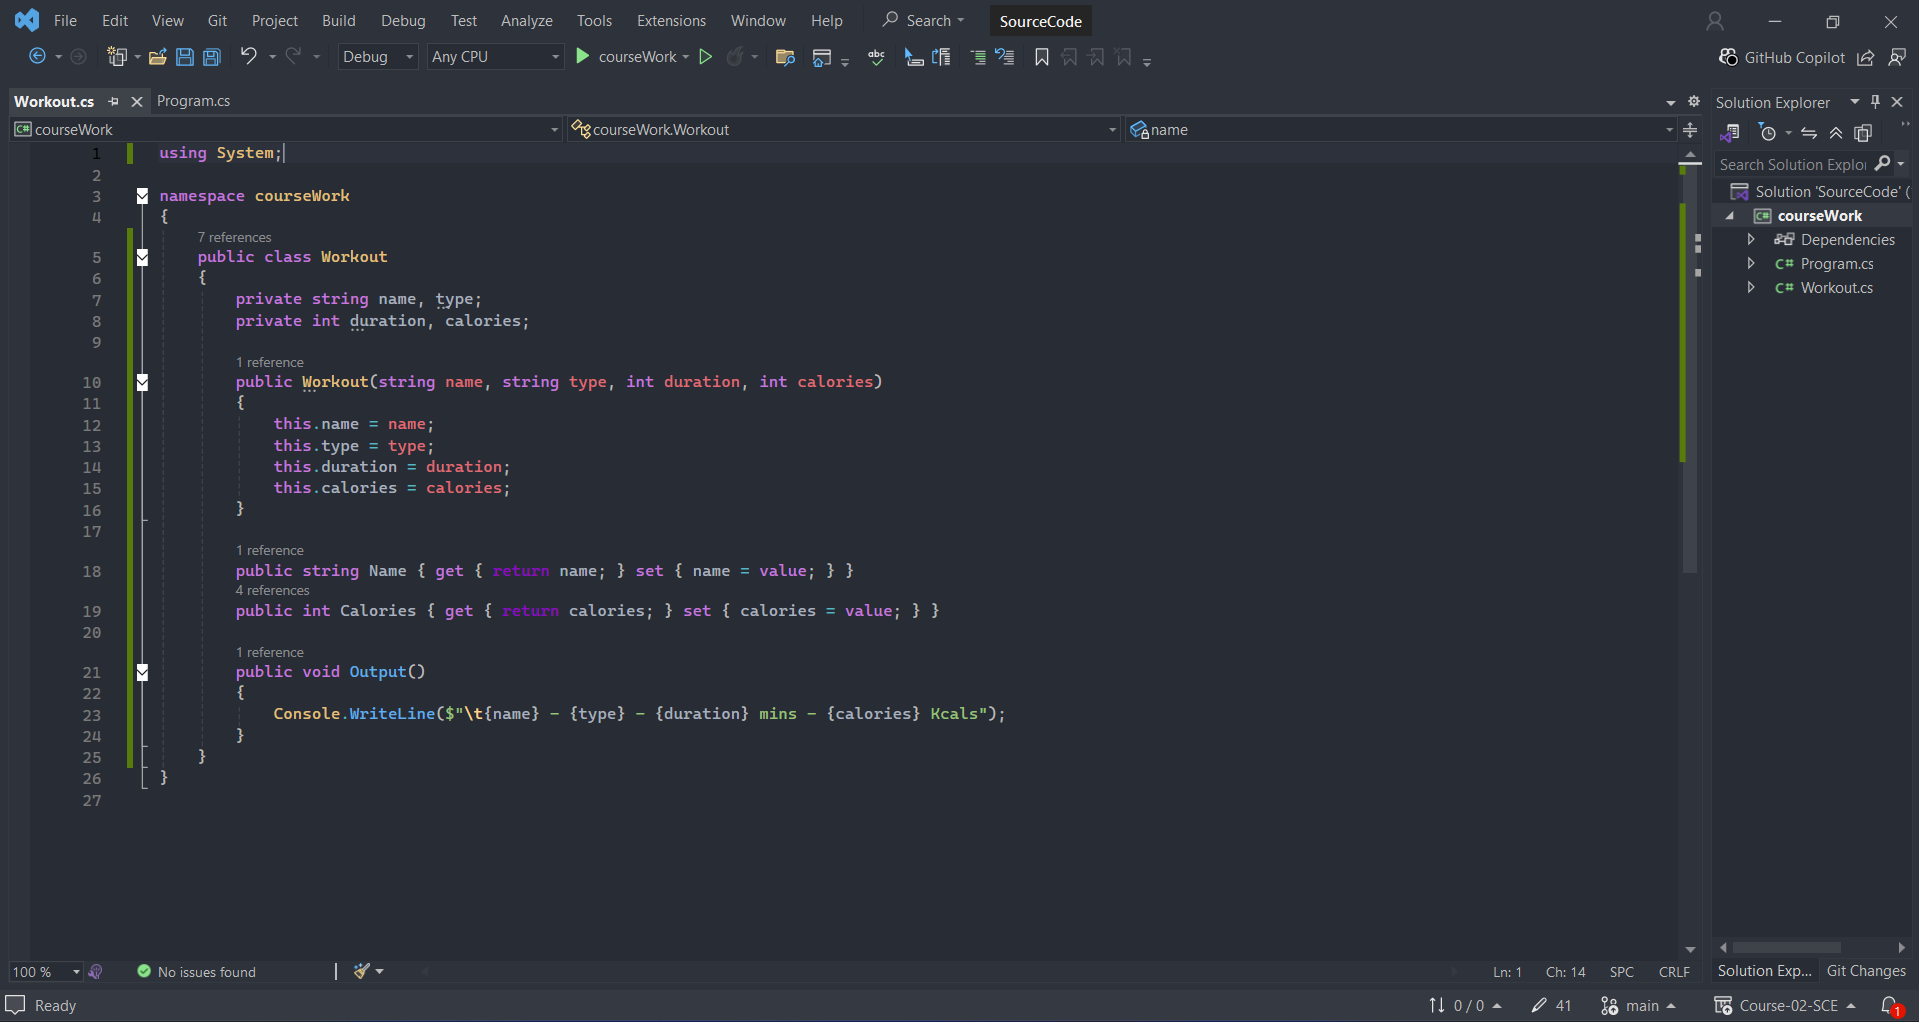 File Edit View Git Project Build Debug Test Analyze Tools Extensions Window Help Search SourceCode
Debug Any CPU courseWork GitHub Copilot
Workout.cs Program.cs
courseWork courseWork.Workout name
1 using System;
2
3 namespace courseWork
4 {
7 references
5 public class Workout
6 {
7 private string name, type;
8 private int duration, calories;
9
1 reference
10 public Workout(string name, string type, int duration, int calories)
11 {
12 this.name = name;
13 this.type = type;
14 this.duration = duration;
15 this.calories = calories;
16 }
17
1 reference
18 public string Name { get { return name; } set { name = value; } }
4 references
19 public int Calories { get { return calories; } set { calories = value; } }
20
1 reference
21 public void Output()
22 {
23 Console.WriteLine($"\t{name} - {type} - {duration} mins - {calories} Kcals");
24 }
25 }
26 }
27
Solution Explorer
Search Solution Explo
Solution 'SourceCode' (
C# courseWork
Dependencies
C# Program.cs
C# Workout.cs
100 % No issues found Ln: 1 Ch: 14 SPC CRLF
Solution Exp... Git Changes
Ready 0 / 0 41 main Course-02-SCE 1